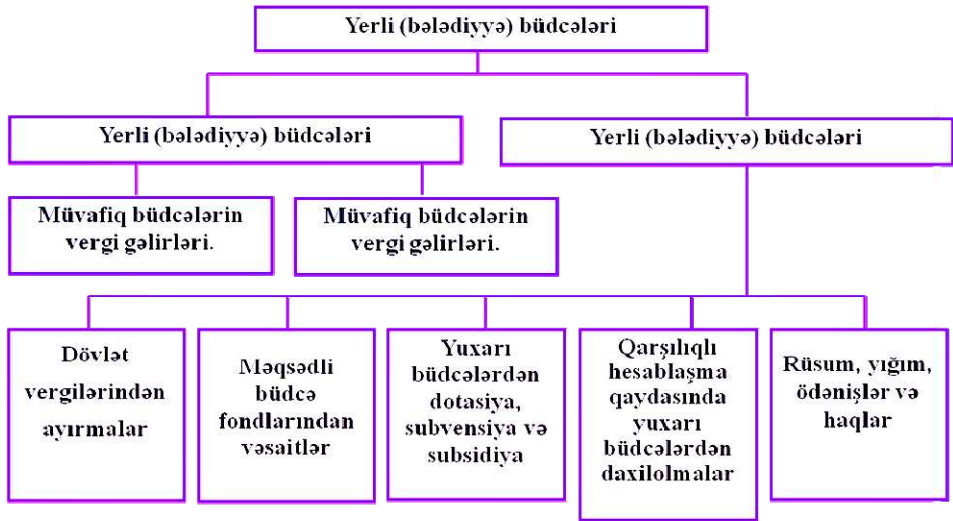 Yerli (bələdiyyə) büdcələri
Yerli (bələdiyyə) büdcələri
Yerli (bələdiyyə) büdcələri
Müvafiq büdcələrin
vergi gəlirləri.
Müvafiq büdcələrin
vergi gəlirləri.
Dövlət
vergilərindən
ayırmalar
Məqsədli
büdcə
fondlarından
vəsaitlər
Yuxarı
büdcələrdən
dotasiya,
subvensiya və
subsidiya
Qarşılıqlı
hesablaşma
qaydasında
yuxarı
büdcələrdən
daxilolmalar
Rüsum, yığım,
ödənişlər və
haqlar